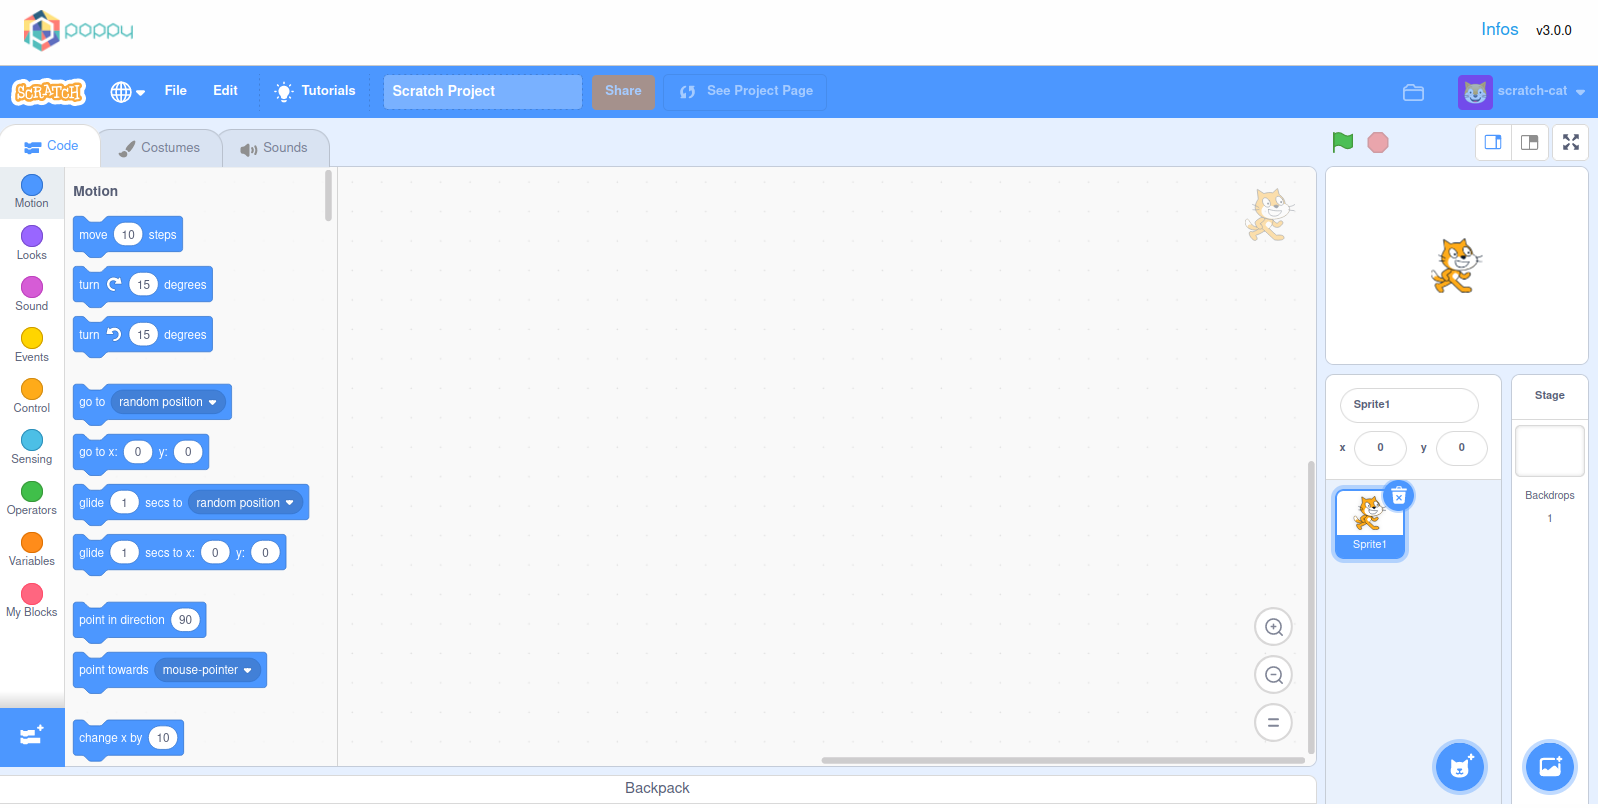 poppy
Infos v3.0.0
SCRATCH File Edit Tutorials Scratch Project Share See Project Page scratch-cat
Code Costumes Sounds
Motion
Looks
Sound
Events
Control
Sensing
Operators
Variables
My Blocks
Motion
move 10 steps
turn 15 degrees
turn 15 degrees
go to random position
go to x: 0 y: 0
glide 1 secs to random position
glide 1 secs to x: 0 y: 0
point in direction 90
point towards mouse-pointer
change x by 10
Sprite1
x 0 y 0
Sprite1
Stage
Backdrops
1
Backpack